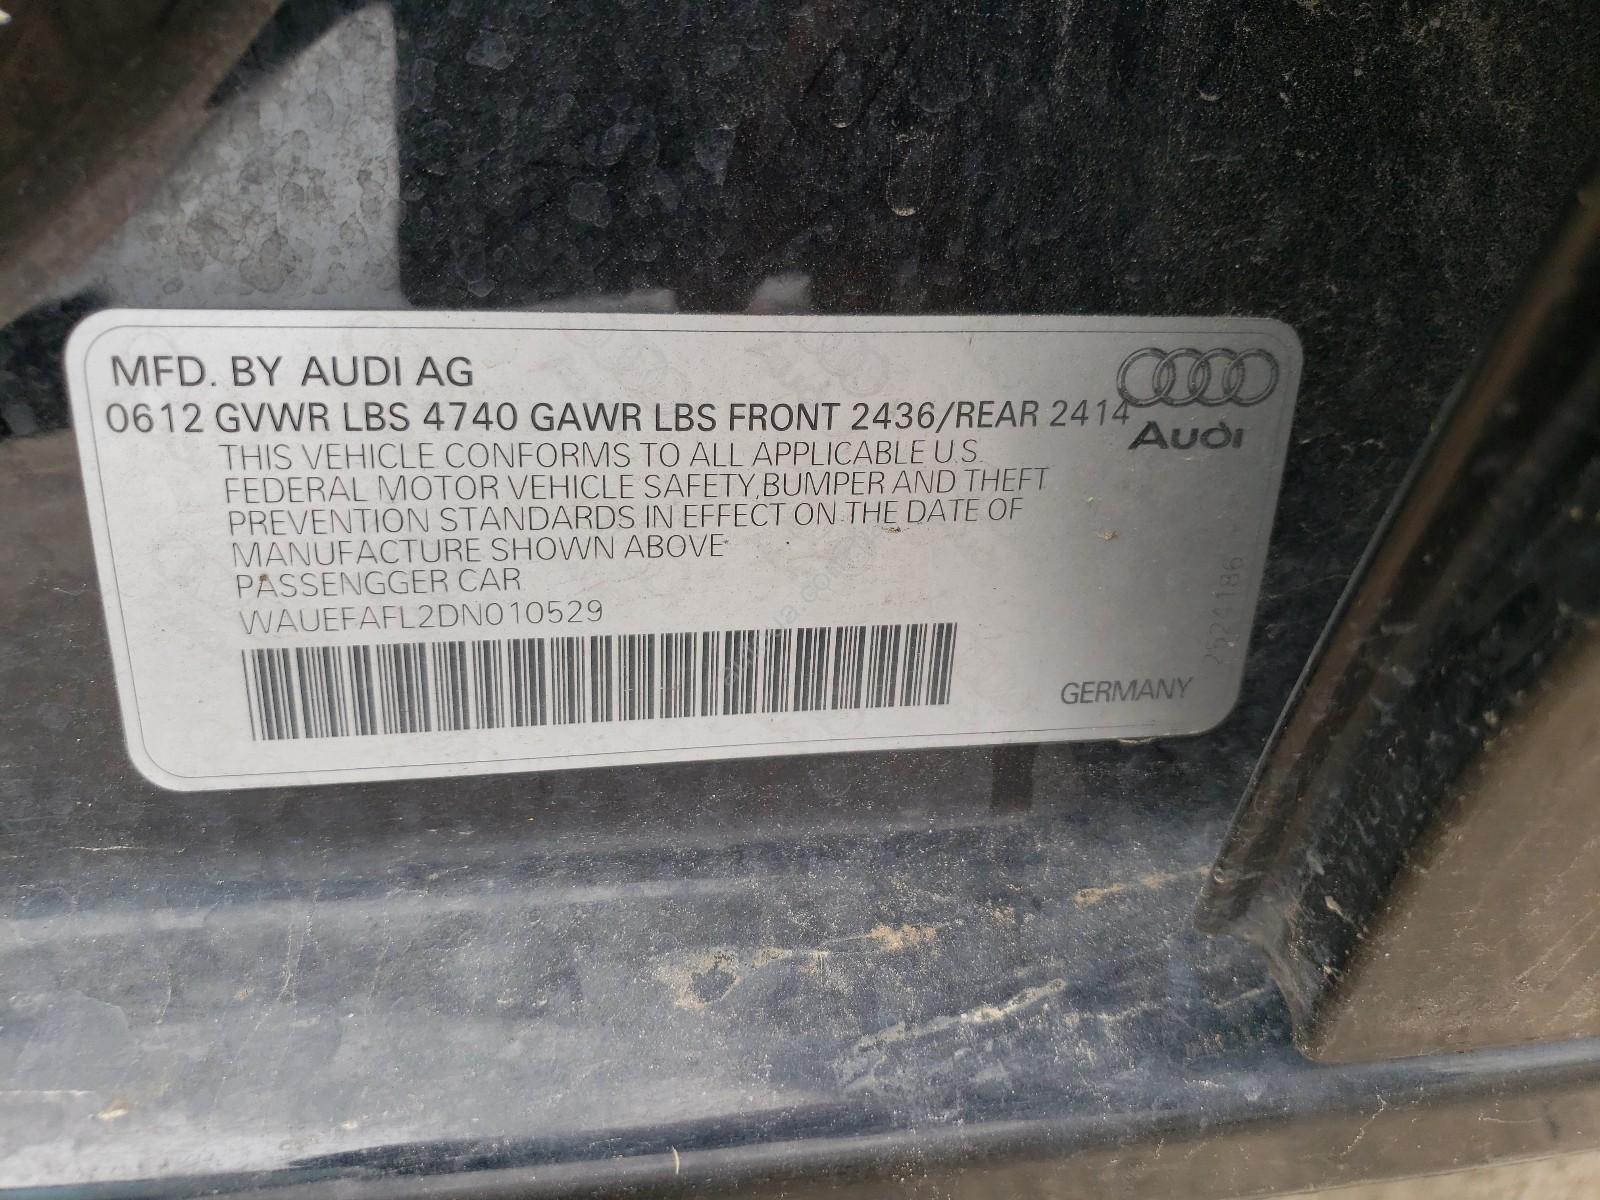 MFD. BY AUDI AG
0612 GVWR LBS 4740 GAWR LBS FRONT 2436/REAR 2414
Audi
THIS VEHICLE CONFORMS TO ALL APPLICABLE U.S.
FEDERAL MOTOR VEHICLE SAFETY,BUMPER AND THEFT
PREVENTION STANDARDS IN EFFECT ON THE DATE OF
MANUFACTURE SHOWN ABOVE
PASSENGGER CAR
WAUEFAFL2DN010529
GERMANY
2524186